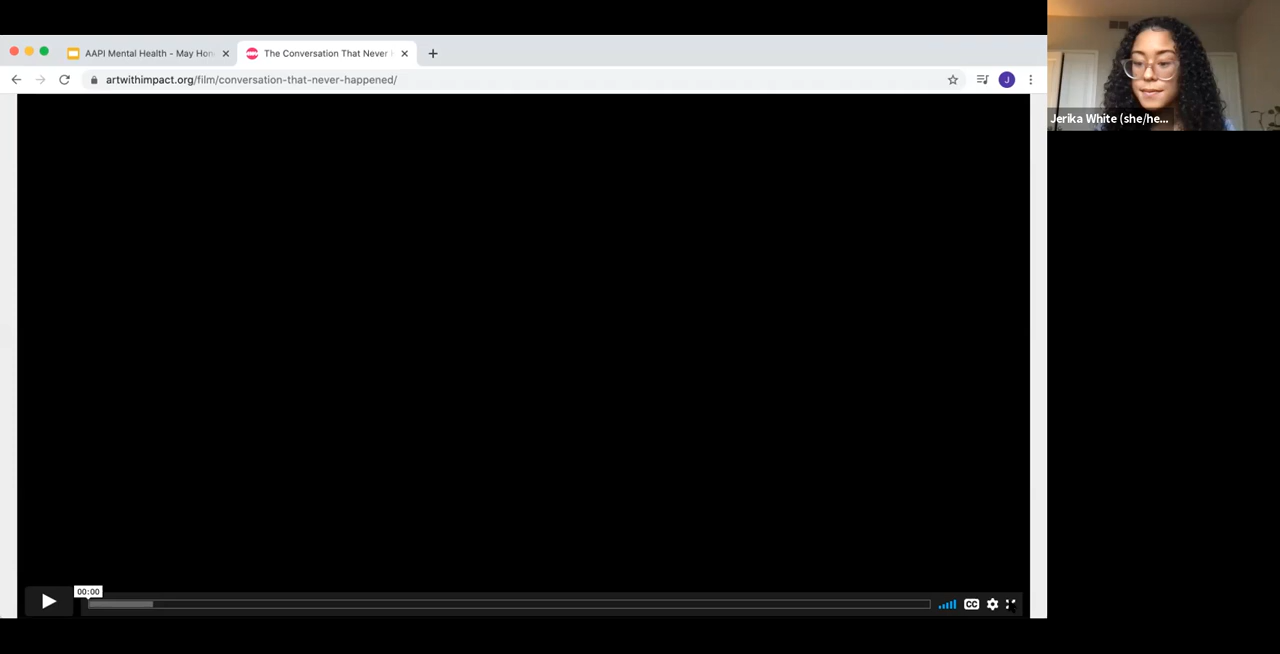 AAPI Mental Health - May Hon
The Conversation That Never
artwithimpact.org/film/conversation-that-never-happened/
J
Jerika White (she/he...
00:00
CC